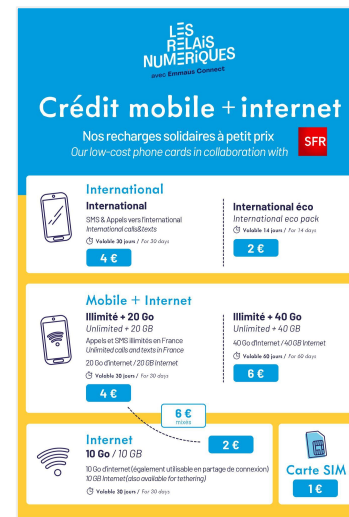 LES
RELAIS
NUMERIQUES
avec Emmaus Connect
Crédit mobile + internet
Nos recharges solidaires à petit prix
Our low-cost phone cards in collaboration with
SFR
International
International
SMS & Appels vers l'international
International calls&texts
Valable 30 jours / For 30 days
4 €
International éco
International eco pack
Valable 14 jours / For 14 days
2 €
Mobile + Internet
Illimité + 20 Go
Unlimited + 20 GB
Appels et SMS illimités en France
Unlimited calls and texts in France
20 Go d'internet / 20 GB Internet
Valable 30 jours / For 30 days
4 €
Illimité + 40 Go
Unlimited + 40 GB
40 Go d'internet / 40 GB Internet
Valable 60 jours / For 60 days
6 €
6 €
mixés
Internet
10 Go / 10 GB
2 €
10 Go d'internet (également utilisable en partage de connexion)
10 GB Internet (also available for tethering)
Valable 30 jours / For 30 days
Carte SIM
1 €